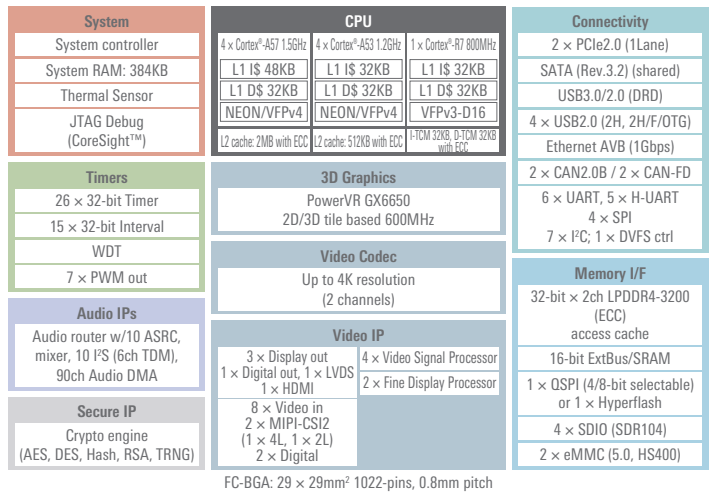 System
System controller
System RAM: 384KB
Thermal Sensor
JTAG Debug
(CoreSight™)
Timers
26 × 32-bit Timer
15 × 32-bit Interval
WDT
7 × PWM out
Audio IPs
Audio router w/10 ASRC,
mixer, 10 I²S (6ch TDM),
90ch Audio DMA
Secure IP
Crypto engine
(AES, DES, Hash, RSA, TRNG)
CPU
4 × Cortex®-A57 1.5GHz
L1 I$ 48KB
L1 D$ 32KB
NEON/VFPv4
L2 cache: 2MB with ECC
4 × Cortex®-A53 1.2GHz
L1 I$ 32KB
L1 D$ 32KB
NEON/VFPv4
L2 cache: 512KB with ECC
1 × Cortex®-R7 800MHz
L1 I$ 32KB
L1 D$ 32KB
VFPv3-D16
I-TCM 32KB, D-TCM 32KB
with ECC
3D Graphics
PowerVR GX6650
2D/3D tile based 600MHz
Video Codec
Up to 4K resolution
(2 channels)
Video IP
3 × Display out
1 × Digital out, 1 × LVDS
1 × HDMI
8 × Video in
2 × MIPI-CSI2
(1 × 4L, 1 × 2L)
2 × Digital
4 × Video Signal Processor
2 × Fine Display Processor
Connectivity
2 × PCIe2.0 (1Lane)
SATA (Rev.3.2) (shared)
USB3.0/2.0 (DRD)
4 × USB2.0 (2H, 2H/F/OTG)
Ethernet AVB (1Gbps)
2 × CAN2.0B / 2 × CAN-FD
6 × UART, 5 × H-UART
4 × SPI
7 × I²C; 1 × DVFS ctrl
Memory I/F
32-bit × 2ch LPDDR4-3200
(ECC)
access cache
16-bit ExtBus/SRAM
1 × QSPI (4/8-bit selectable)
or 1 × Hyperflash
4 × SDIO (SDR104)
2 × eMMC (5.0, HS400)
FC-BGA: 29 × 29mm² 1022-pins, 0.8mm pitch